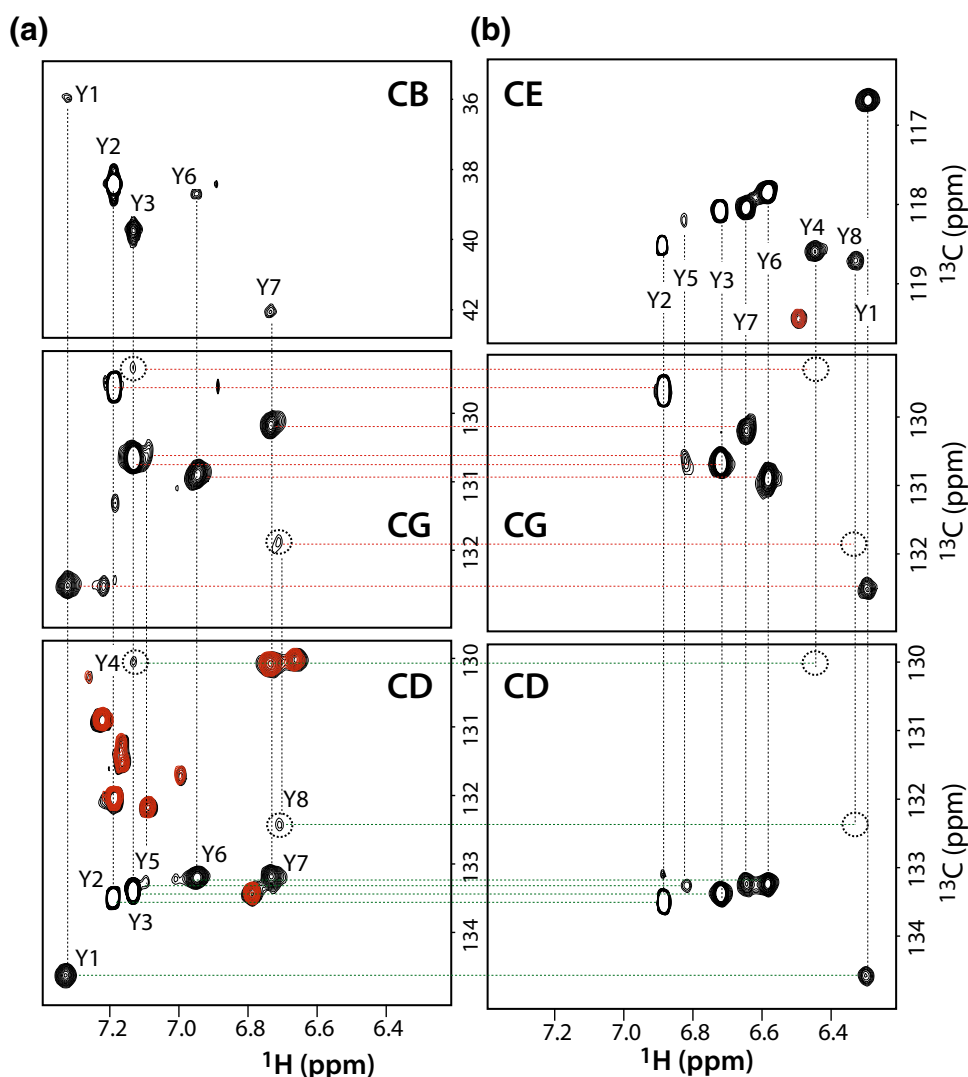 (a) (b)
CB
CE
Y1
Y2
Y3
Y6
Y7
36
38
40
42
Y2
Y5
Y3
Y7
Y6
Y4
Y8
Y1
117
118
119
13C (ppm)
CG
CG
130
131
132
130
131
132
13C (ppm)
CD
CD
Y4
Y8
Y5
Y6
Y7
Y2
Y3
Y1
130
131
132
133
134
130
131
132
133
134
13C (ppm)
7.2 7.0 6.8 6.6 6.4
7.0 6.8 6.6 6.4
1H (ppm)
1H (ppm)